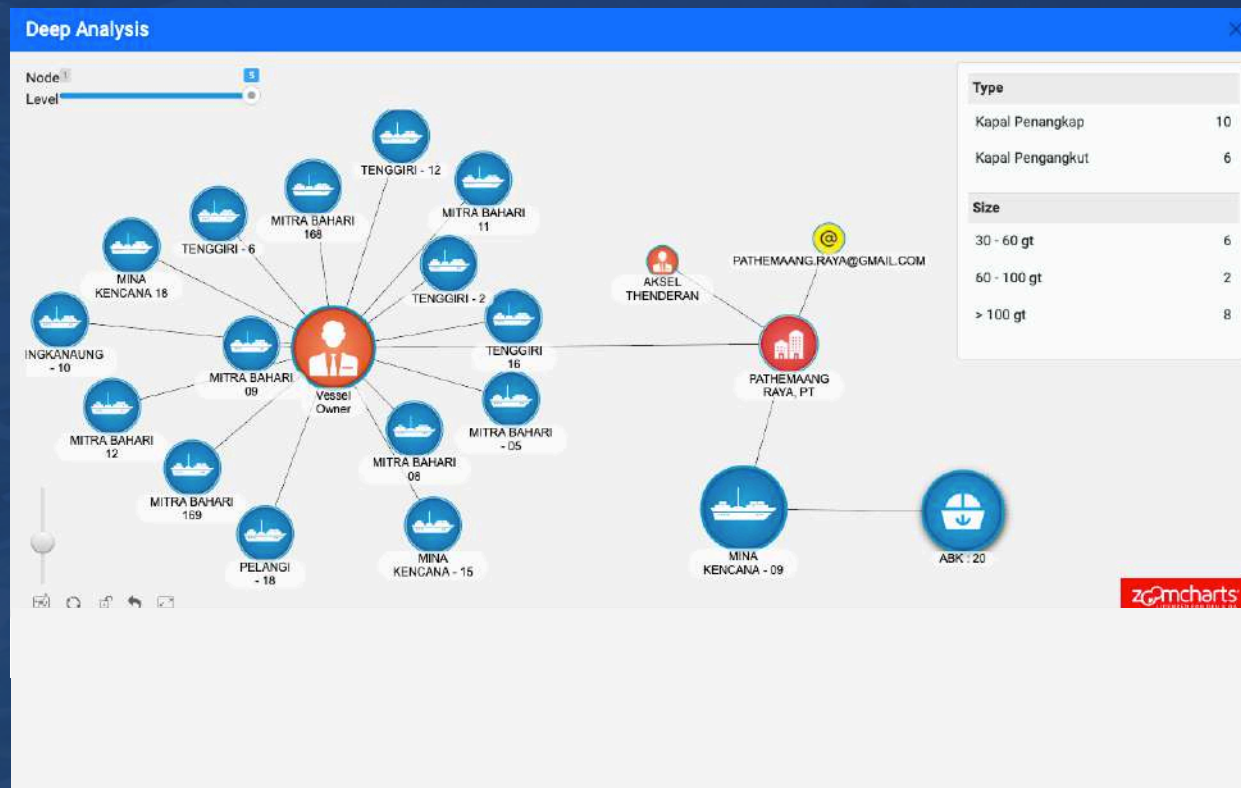 Deep Analysis
Node 1
5
Level
Type
Kapal Penangkap 10
Kapal Pengangkut 6
Size
30 - 60 gt 6
60 - 100 gt 2
> 100 gt 8
TENGGIRI - 12
MITRA BAHARI
11
MITRA BAHARI
168
TENGGIRI - 6
MINA
KENCANA 18
TENGGIRI - 2
INGKANAUNG
- 10
MITRA BAHARI
09
Vessel
Owner
TENGGIRI
16
MITRA BAHARI
12
MITRA BAHARI
- 05
MITRA BAHARI
08
MITRA BAHARI
169
PELANGI
- 18
MINA
KENCANA - 15
AKSEL
THENDERAN
@
PATHEMAANG.RAYA@GMAIL.COM
PATHEMAANG
RAYA, PT
MINA
KENCANA - 09
ABK : 20
zoomcharts